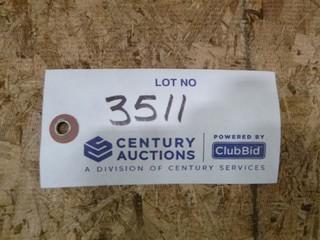 LOT NO
3511
CENTURY AUCTIONS
POWERED BY
ClubBid
A DIVISION OF CENTURY SERVICES